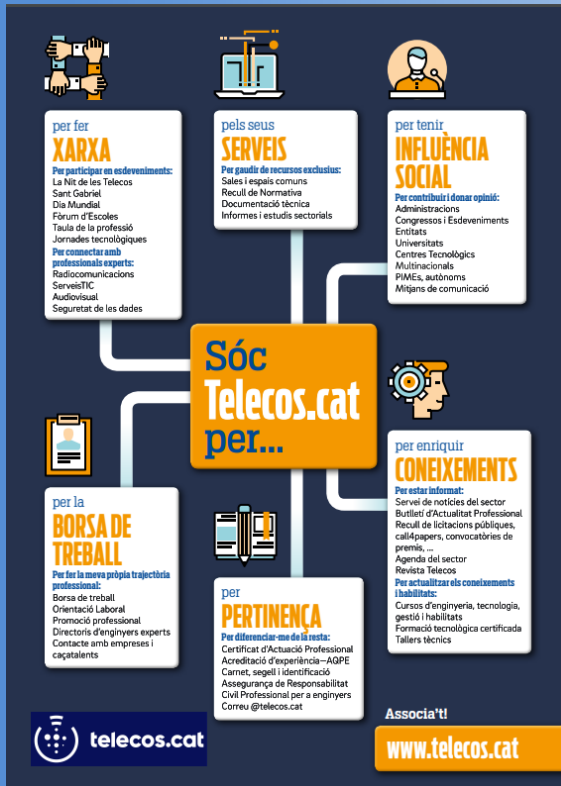 per fer
XARXA
Per participar en esdeveniments:
La Nit de les Telecos
Sant Gabriel
Dia Mundial
Fòrum d'Escoles
Taula de la professió
Jornades tecnològiques
Per connectar amb
professionals experts:
Radiocomunicacions
ServeisTIC
Audiovisual
Seguretat de les dades
pels seus
SERVEIS
Per gaudir de recursos exclusius:
Sales i espais comuns
Recull de Normativa
Documentació tècnica
Informes i estudis sectorials
per tenir
INFLUÈNCIA
SOCIAL
Per contribuir i donar opinió:
Administracions
Congressos i Esdeveniments
Entitats
Universitats
Centres Tecnològics
Multinacionals
PIMEs, autònoms
Mitjans de comunicació
Sóc
Telecos.cat
per...
per la
BORSA DE
TREBALL
Per fer la meva pròpia trajectòria
professional:
Borsa de treball
Orientació Laboral
Promoció professional
Directoris d'enginyers experts
Contacte amb empreses i
caçatalents
per
PERTINENÇA
Per diferenciar-me de la resta:
Certificat d'Actuació Professional
Acreditació d'experiència—AQPE
Carnet, segell i identificació
Assegurança de Responsabilitat
Civil Professional per a enginyers
Correu @telecos.cat
per enriquir
CONEIXEMENTS
Per estar informat:
Servei de notícies del sector
Butlletí d'Actualitat Professional
Recull de licitacions públiques,
call4papers, convocatòries de
premis, ...
Agenda del sector
Revista Telecos
Per actualitzar els coneixements
i habilitats:
Cursos d'enginyeria, tecnologia,
gestió i habilitats
Formació tecnològica certificada
Tallers tècnics
telecos.cat
Associa't!
www.telecos.cat